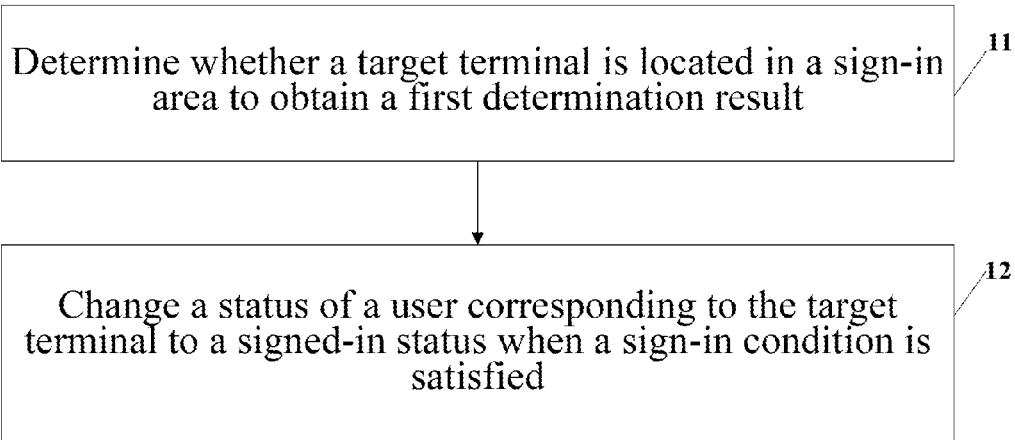 Determine whether a target terminal is located in a sign-in
area to obtain a first determination result
11
Change a status of a user corresponding to the target
terminal to a signed-in status when a sign-in condition is
satisfied
12